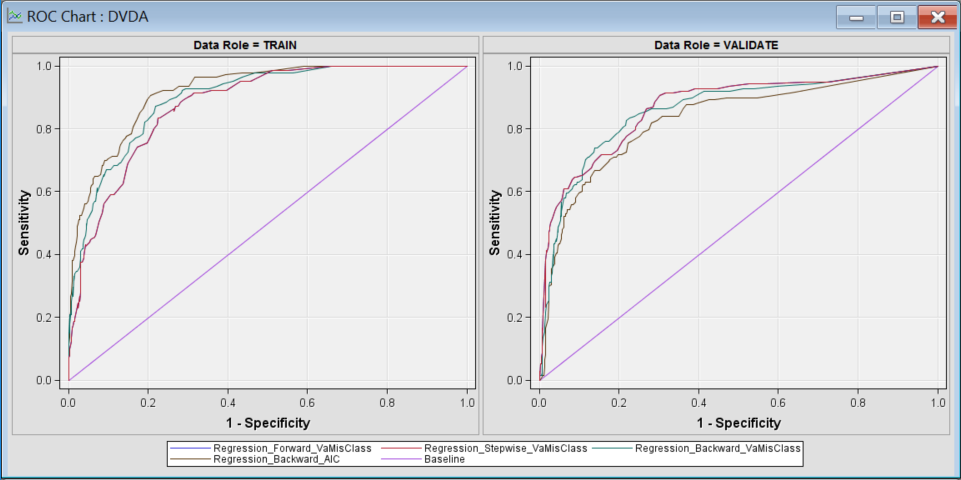 ROC Chart : DVDA
Data Role = TRAIN
Data Role = VALIDATE
Sensitivity
1.0
0.8
0.6
0.4
0.2
0.0
0.0 0.2 0.4 0.6 0.8 1.0
1 - Specificity
Sensitivity
1.0
0.8
0.6
0.4
0.2
0.0
0.0 0.2 0.4 0.6 0.8 1.0
1 - Specificity
Regression_Forward_VaMisClass Regression_Stepwise_VaMisClass Regression_Backward_VaMisClass
Regression_Backward_AIC Baseline